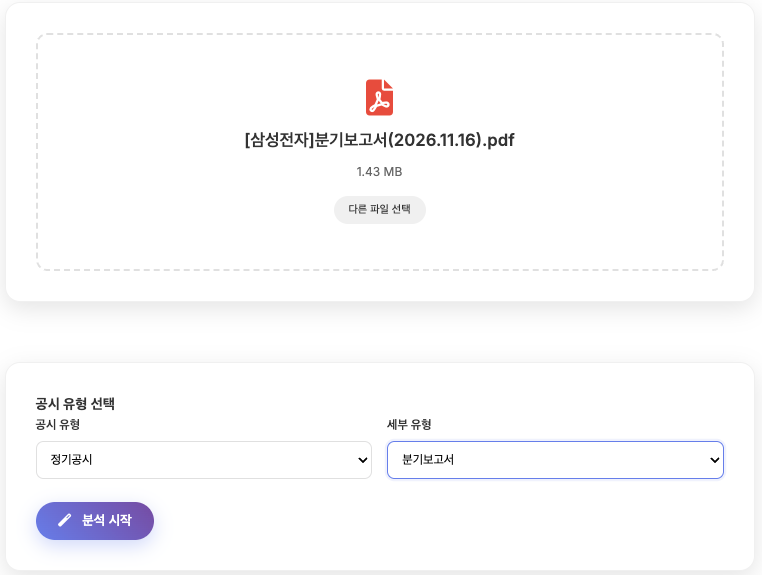 [삼성전자]분기보고서(2026.11.16).pdf
1.43 MB
다른 파일 선택
공시 유형 선택
공시 유형
세부 유형
정기공시
분기보고서
분석 시작